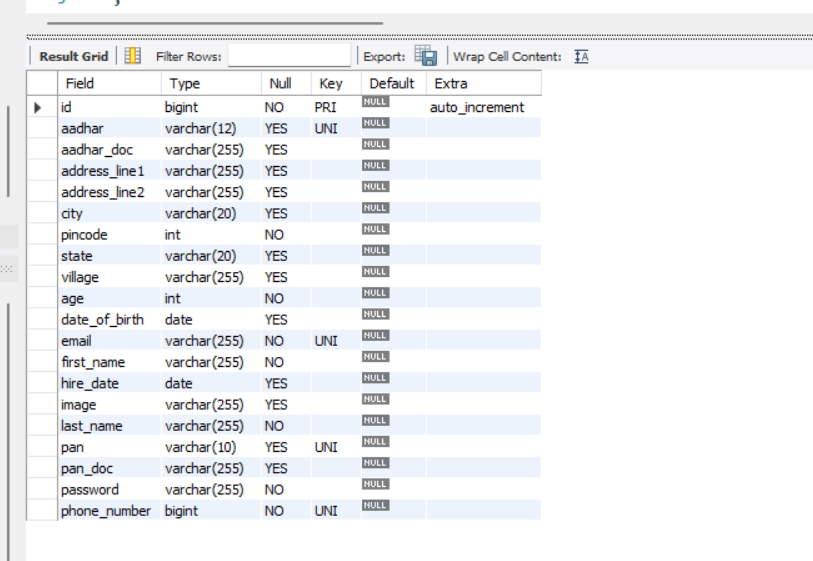 Result Grid Filter Rows: Export: Wrap Cell Content: IA
Field Type Null Key Default Extra
id bigint NO PRI NULL auto_increment
aadhar varchar(12) YES UNI NULL
aadhar_doc varchar(255) YES NULL
address_line1 varchar(255) YES NULL
address_line2 varchar(255) YES NULL
city varchar(20) YES NULL
pincode int NO NULL
state varchar(20) YES NULL
village varchar(255) YES NULL
age int NO NULL
date_of_birth date YES NULL
email varchar(255) NO UNI NULL
first_name varchar(255) NO NULL
hire_date date YES NULL
image varchar(255) YES NULL
last_name varchar(255) NO NULL
pan varchar(10) YES UNI NULL
pan_doc varchar(255) YES NULL
password varchar(255) NO NULL
phone_number bigint NO UNI NULL